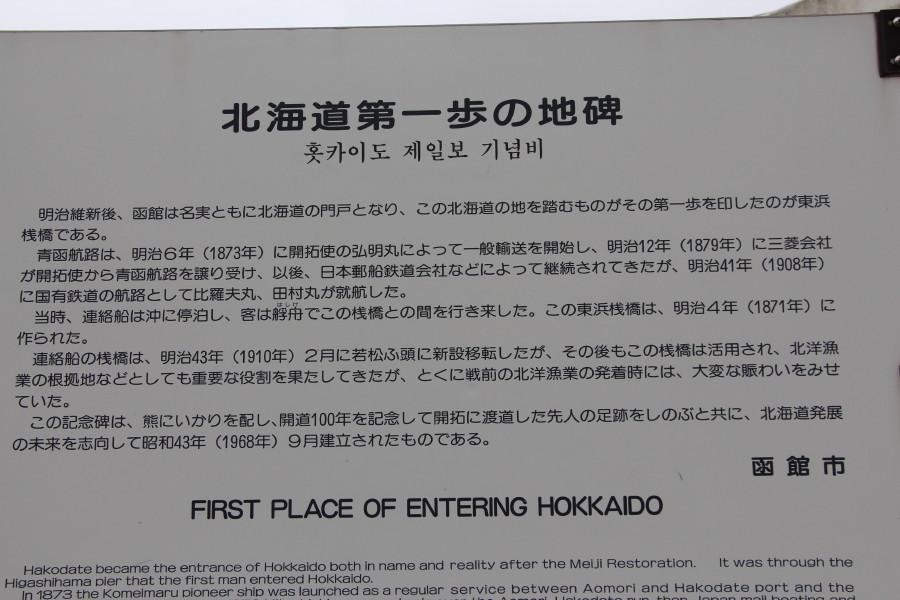 北海道第一歩の地碑
홋카이도 제일보 기념비
明治維新後、函館は名実ともに北海道の門戸となり、この北海道の地を踏むものがその第一歩を印したのが東浜
桟橋である。
青函航路は、明治6年（1873年）に開拓使の弘明丸によって一般輸送を開始し、明治12年（1879年）に三菱会社
が開拓使から青函航路を譲り受け、以後、日本郵船鉄道会社などによって継続されてきたが、明治41年（1908年）
に国有鉄道の航路として比羅夫丸、田村丸が就航した。
はしけ
当時、連絡船は沖に停泊し、客は艀舟でこの桟橋との間を行き来した。この東浜桟橋は、明治4年（1871年）に
作られた。
連絡船の桟橋は、明治43年（1910年）2月に若松ふ頭に新設移転したが、その後もこの桟橋は活用され、北洋漁
業の根拠地などとしても重要な役割を果たしてきたが、とくに戦前の北洋漁業の発着時には、大変な賑わいをみせ
ていた。
この記念碑は、熊にいかりを配し、開道100年を記念して開拓に渡道した先人の足跡をしのぶと共に、北海道発展
の未来を志向して昭和43年（1968年）9月建立されたものである。
函館市
FIRST PLACE OF ENTERING HOKKAIDO
Hakodate became the entrance of Hokkaido both in name and reality after the Meiji Restoration. It was through the
Higashihama pier that the first man entered Hokkaido.
In 1873 the Komeimaru pioneer ship was launched as a regular service between Aomori and Hakodate port and the